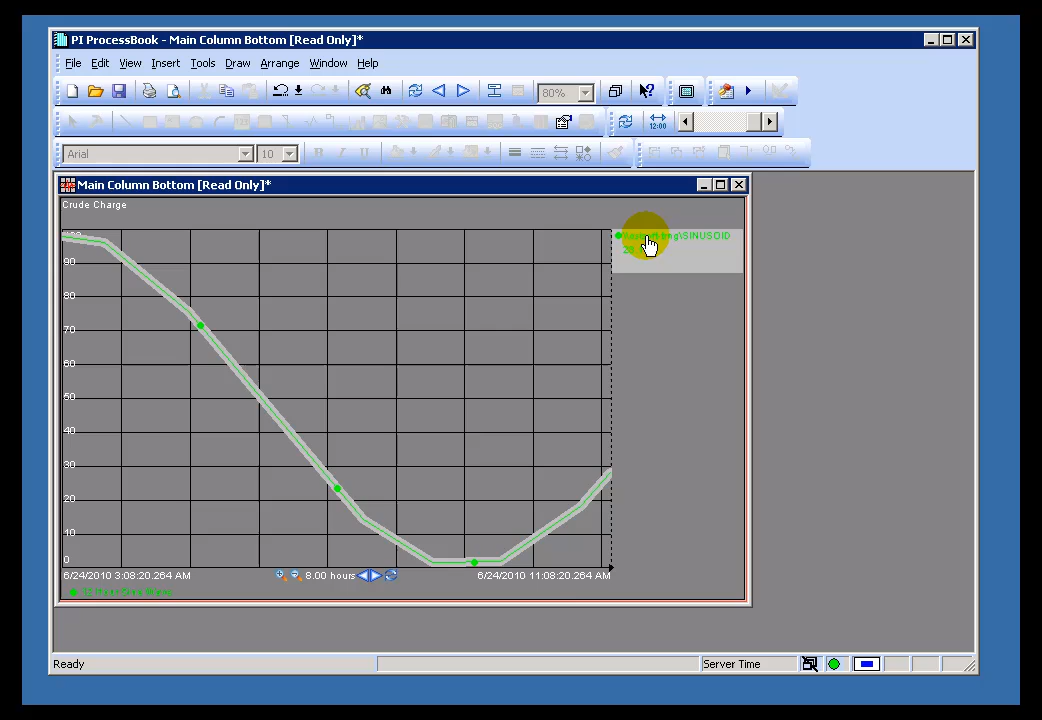 PI ProcessBook - Main Column Bottom [Read Only]*
File Edit View Insert Tools Draw Arrange Window Help
80%
12:00
Arial 10 B I U
Main Column Bottom [Read Only]*
Crude Charge
100
90
80
70
60
50
40
30
20
10
0
\SINUSOID
6/24/2010 3:08:20.264 AM 8.00 hours 6/24/2010 11:08:20.264 AM
Ready Server Time